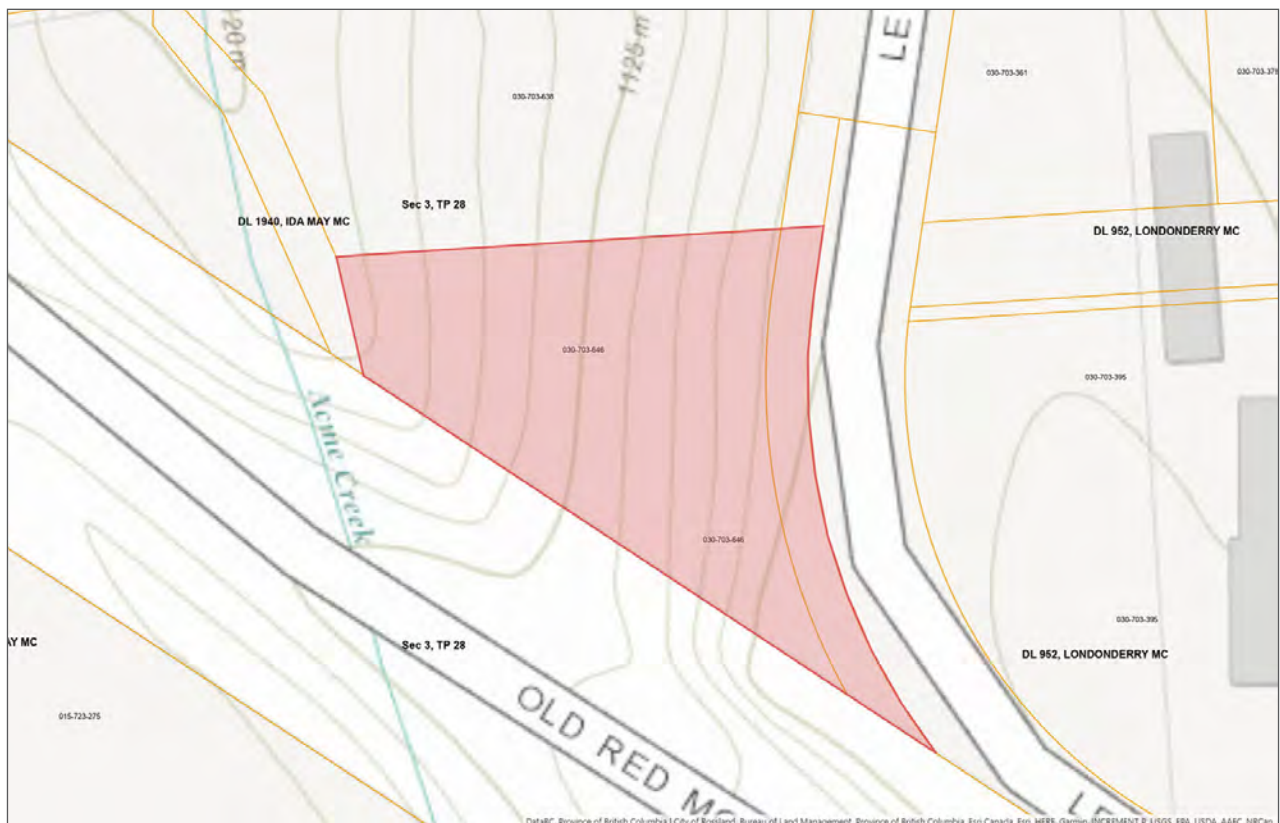 20 m
1125 m
LE
030-703-361
030-703-378
030-703-638
Sec 3, TP 28
DL 1940, IDA MAY MC
DL 952, LONDONDERRY MC
030-703-646
030-703-395
Acme Creek
030-703-646
030-703-395
Sec 3, TP 28
AY MC
DL 952, LONDONDERRY MC
OLD RED MO
015-723-275
LE
DataBC, Province of British Columbia | City of Rossland, Bureau of Land Management, Province of British Columbia, Esri Canada, Esri, HERE, Garmin, INCREMENT P, USGS, EPA, USDA, AAFC, NRCan